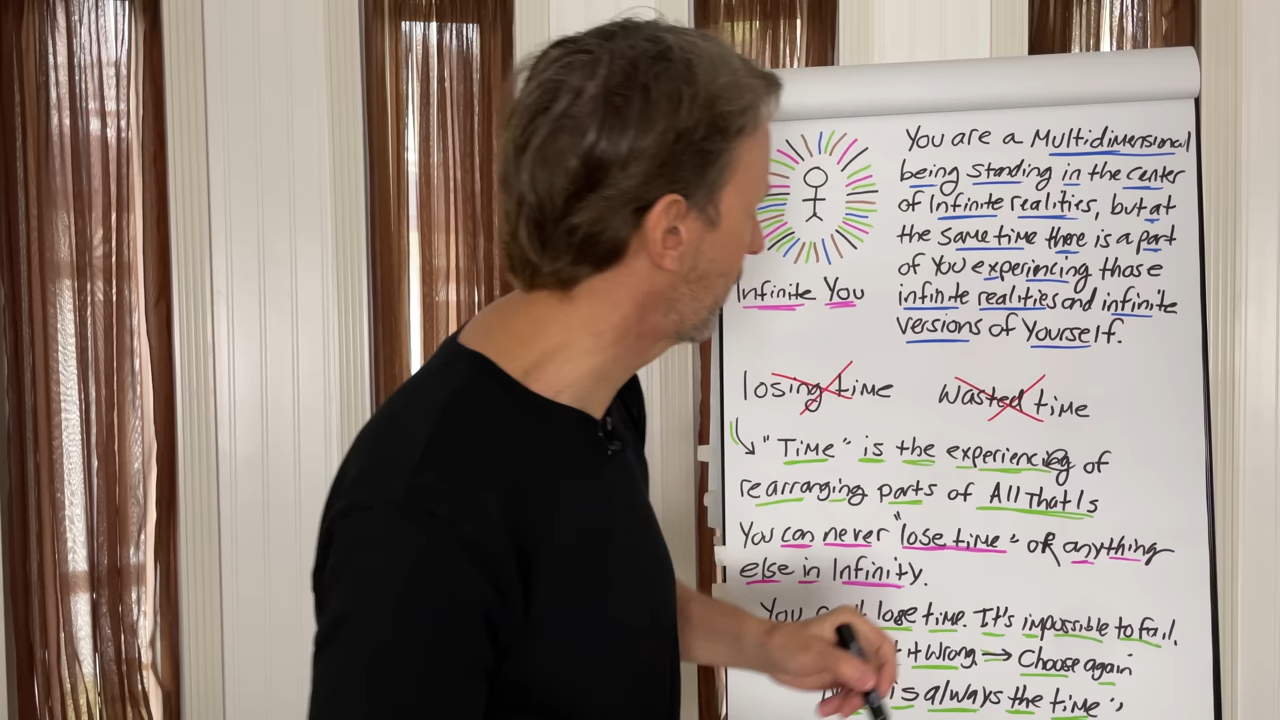 You are a Multidimensional
being standing in the center
of Infinite realities, but at
the same time there is a part
of You experiencing those
infinite realities and infinite
versions of Yourself.
Infinite You
losing time
Wasted time
"Time" is the experiencing of
rearranging parts of All That Is
You can never "lose time" or anything
else in Infinity.
You lose time. It's impossible to fail.
it Wrong → Choose again
is always the time"